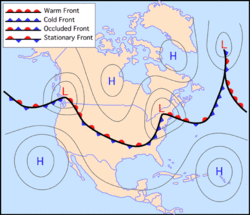 Warm Front
Cold Front
Occluded Front
Stationary Front
L
H
H
L
L
H
H